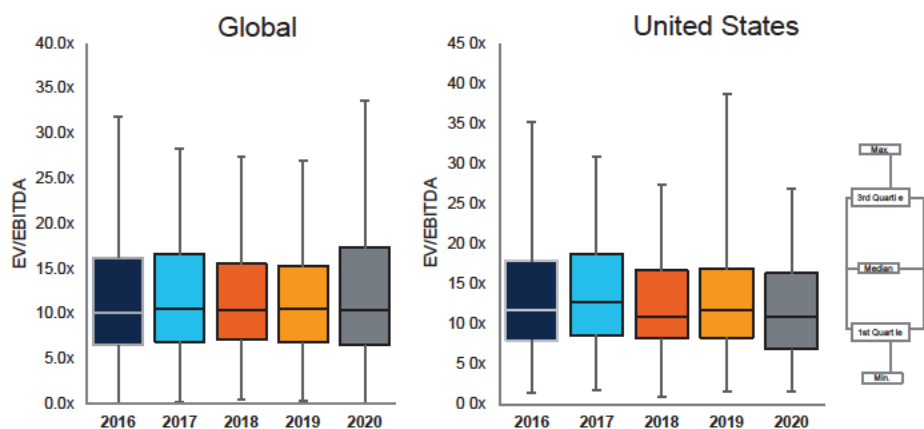 Global
EV/EBITDA
40.0x
35.0x
30.0x
25.0x
20.0x
15.0x
10.0x
5.0x
0.0x
2016 2017 2018 2019 2020
United States
EV/EBITDA
45.0x
40.0x
35.0x
30.0x
25.0x
20.0x
15.0x
10.0x
5.0x
0.0x
2016 2017 2018 2019 2020
Max.
3rd Quartile
Median
1st Quartile
Min.